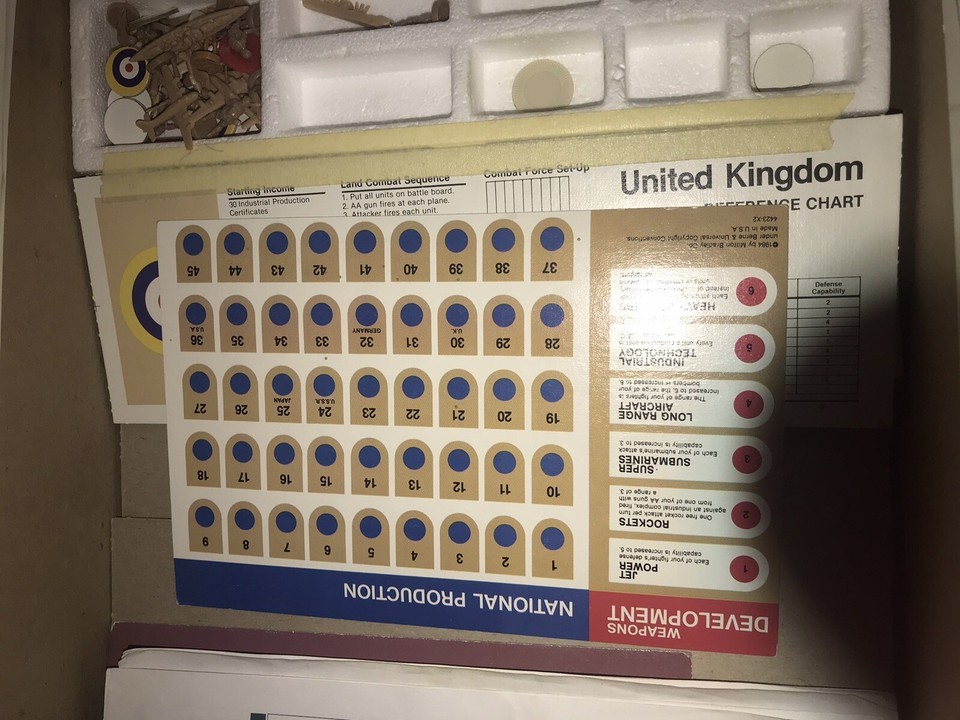 Starting Income
30 Industrial Production
Certificates
Land Combat Sequence
1. Put all units on battle board.
2. AA gun fires at each plane.
3. Attacker fires each unit.
Combat Force Set-Up
United Kingdom
REFERENCE CHART
Defense
Capability
2
2
4
WEAPONS
DEVELOPMENT
1
JET
POWER
Each of your fighter's defense
capability is increased to 5.
2
ROCKETS
One free rocket attack per turn
against an industrial complex, fired
from one of your AA guns with
a range of 3.
3
SUPER
SUBMARINES
Each of your submarine's attack
capability is increased to 3.
4
LONG RANGE
AIRCRAFT
The range of your fighters is
increased to 6, the range of your
bombers is increased to 8.
5
INDUSTRIAL
TECHNOLOGY
6
© 1984 by Milton Bradley Co.
under Berne & Universal Copyright Conventions.
Made in U.S.A.
4423-X2
NATIONAL PRODUCTION
1 2 3 4 5 6 7 8 9
10 11 12 13 14 15 16 17 18
19 20 21 22 23 24 U.S.S.R. 25 JAPAN 26 27
28 29 30 U.K. 31 32 GERMANY 33 34 35 36 U.S.A.
37 38 39 40 41 42 43 44 45